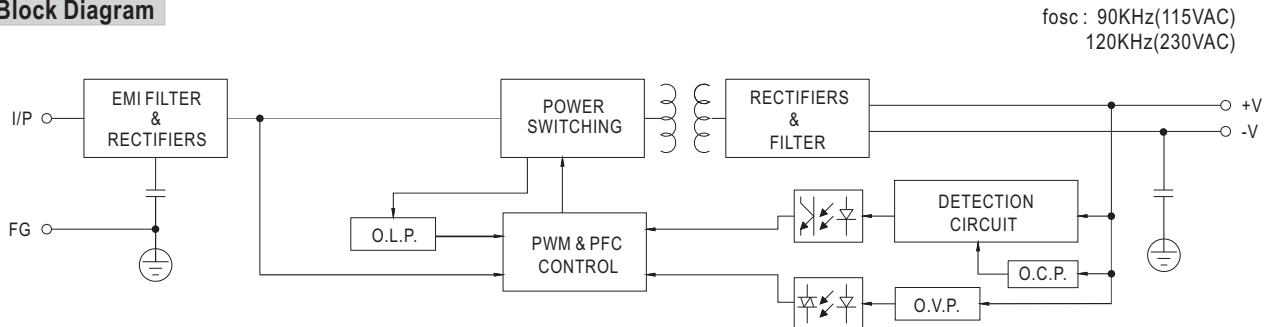 Block Diagram
fosc : 90KHz(115VAC)
120KHz(230VAC)
I/P
EMI FILTER
&
RECTIFIERS
POWER
SWITCHING
RECTIFIERS
&
FILTER
+V
-V
FG
O.L.P.
PWM & PFC
CONTROL
DETECTION
CIRCUIT
O.C.P.
O.V.P.